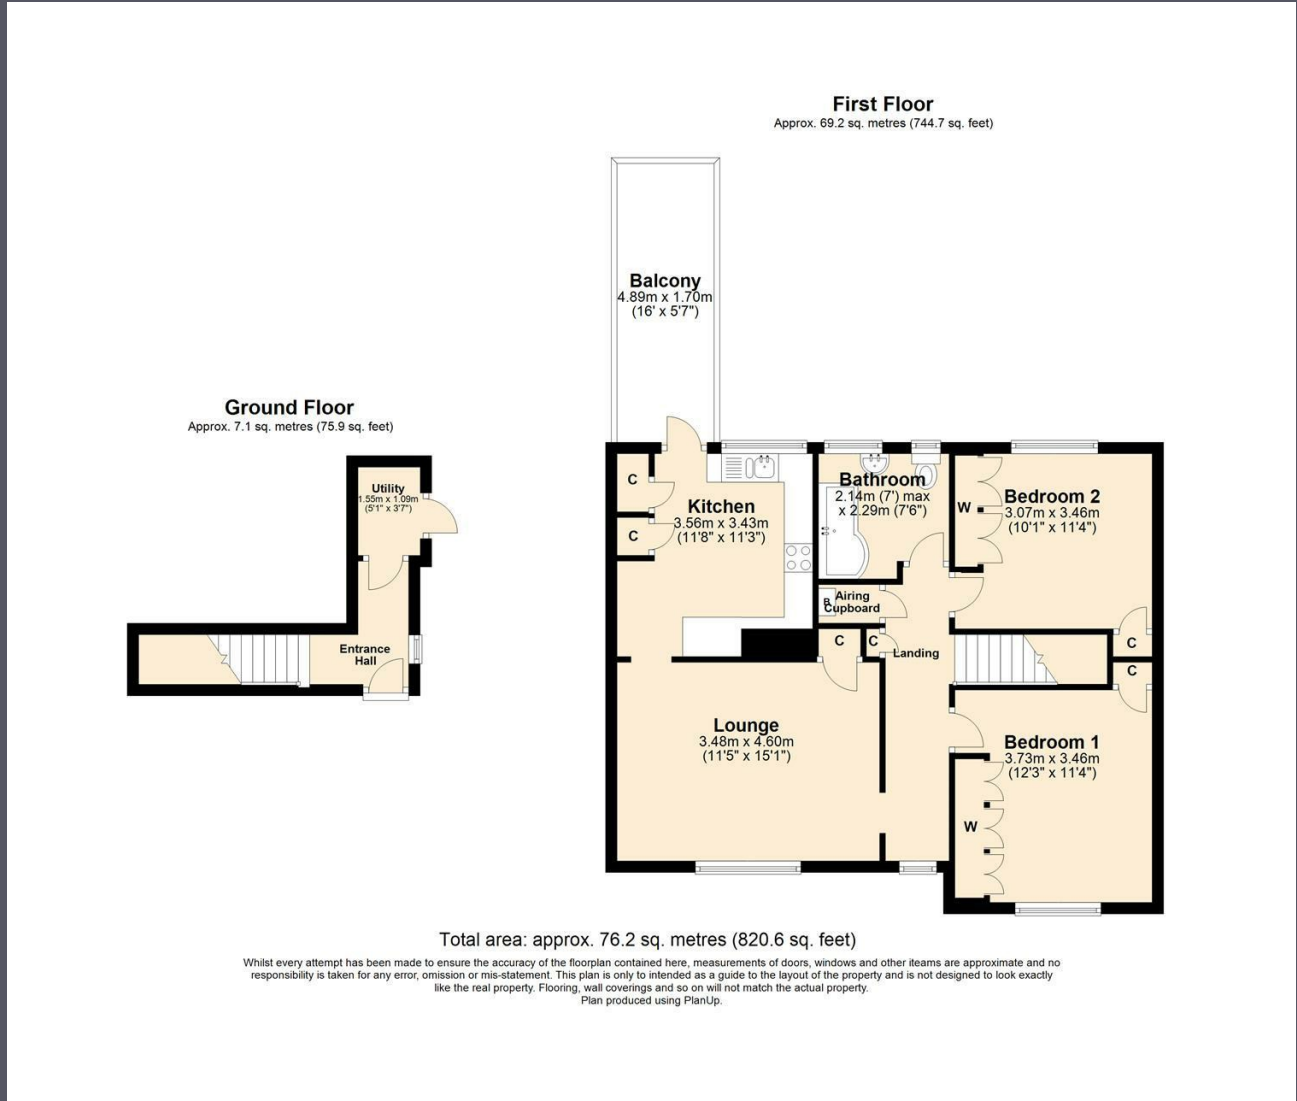 First Floor
Approx. 69.2 sq. metres (744.7 sq. feet)
Balcony
4.89m x 1.70m
(16' x 5'7")
Ground Floor
Approx. 7.1 sq. metres (75.9 sq. feet)
Utility
1.55m x 1.09m
(5'1" x 3'7")
Entrance
Hall
C
C
Kitchen
3.56m x 3.43m
(11'8" x 11'3")
Bathroom
2.14m (7') max
x 2.29m (7'6")
W
Bedroom 2
3.07m x 3.46m
(10'1" x 11'4")
B
Airing
Cupboard
C
C
Landing
C
C
Lounge
3.48m x 4.60m
(11'5" x 15'1")
Bedroom 1
3.73m x 3.46m
(12'3" x 11'4")
W
Total area: approx. 76.2 sq. metres (820.6 sq. feet)
Whilst every attempt has been made to ensure the accuracy of the floorplan contained here, measurements of doors, windows and other iteams are approximate and no
responsibility is taken for any error, omission or mis-statement. This plan is only to intended as a guide to the layout of the property and is not designed to look exactly
like the real property. Flooring, wall coverings and so on will not match the actual property.
Plan produced using PlanUp.